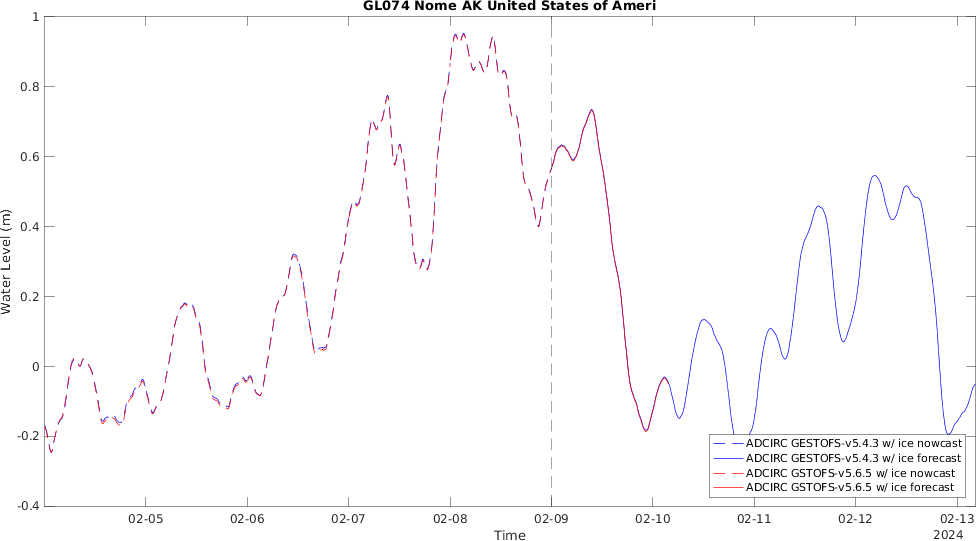 GL074 Nome AK United States of Ameri
1
0.8
0.6
0.4
0.2
0
-0.2
-0.4
Water Level (m)
02-05
02-06
02-07
02-08
02-09
02-10
02-11
02-12
02-13
2024
Time
ADCIRC GESTOFS-v5.4.3 w/ ice nowcast
ADCIRC GESTOFS-v5.4.3 w/ ice forecast
ADCIRC GSTOFS-v5.6.5 w/ ice nowcast
ADCIRC GSTOFS-v5.6.5 w/ ice forecast